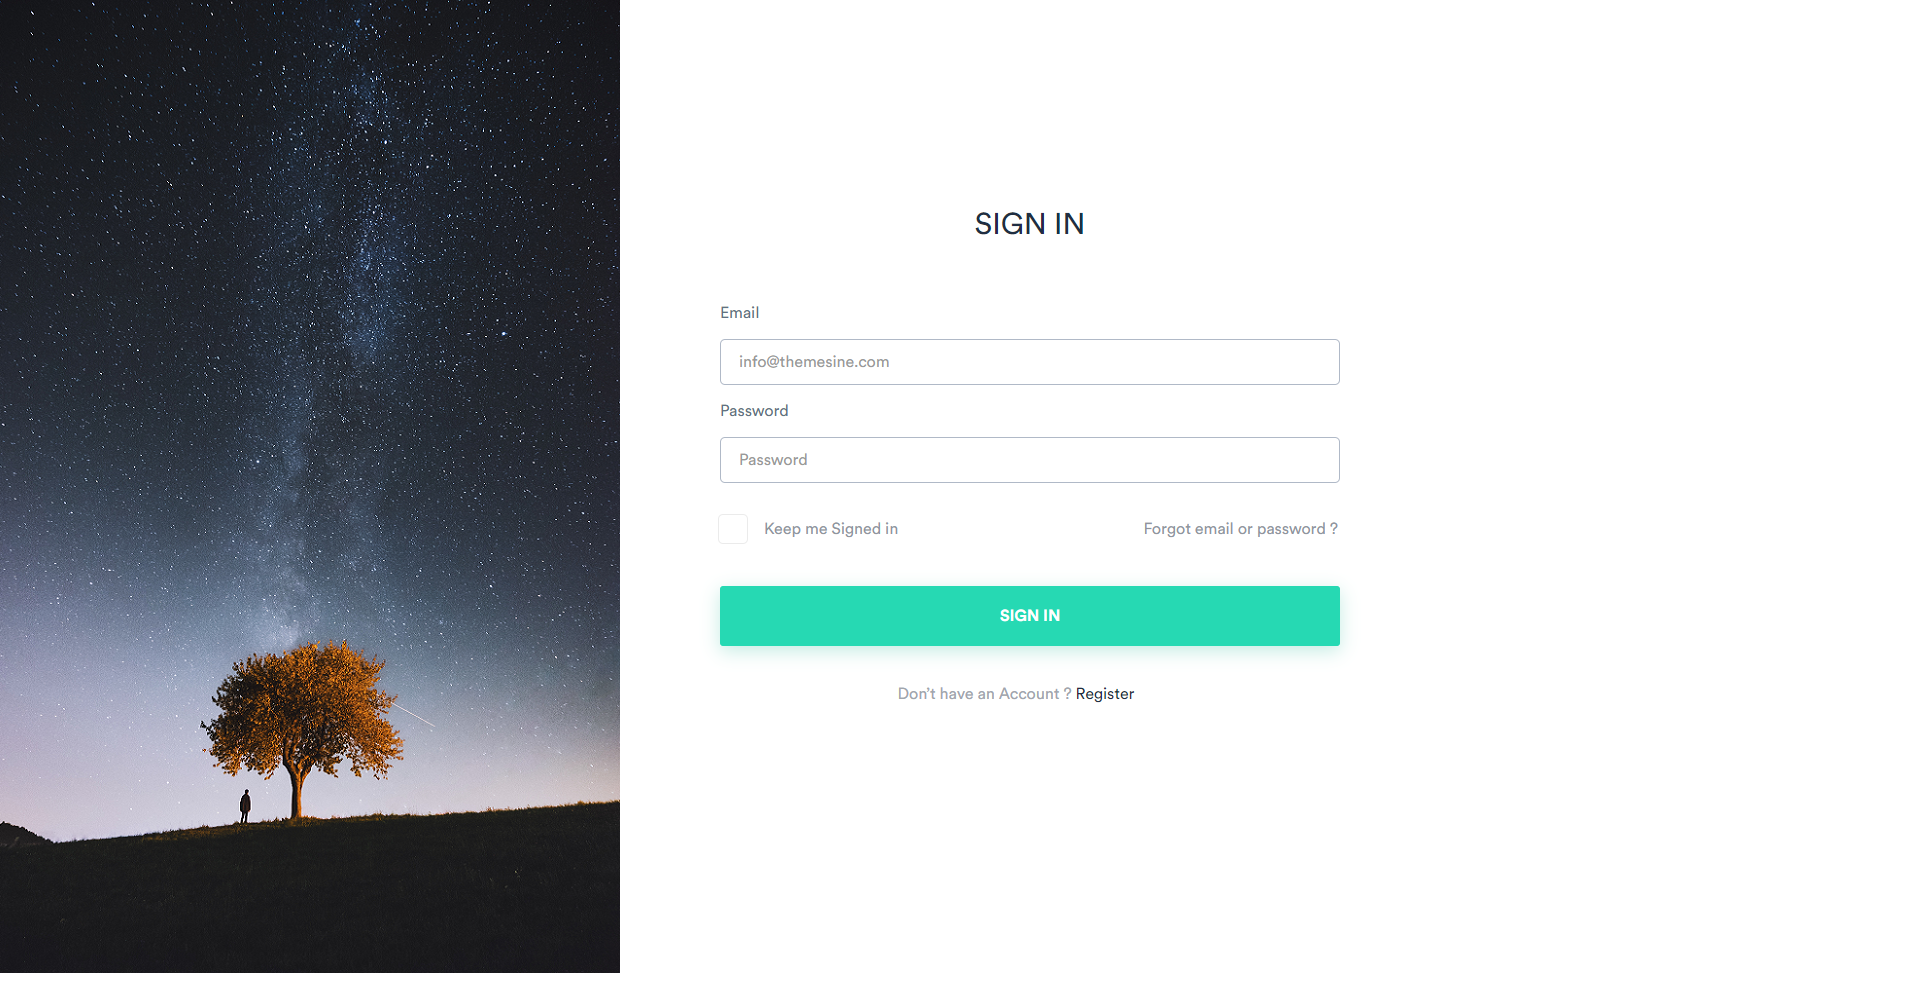 SIGN IN
Email
info@themesine.com
Password
Password
Keep me Signed in
Forgot email or password ?
SIGN IN
Don’t have an Account ? Register